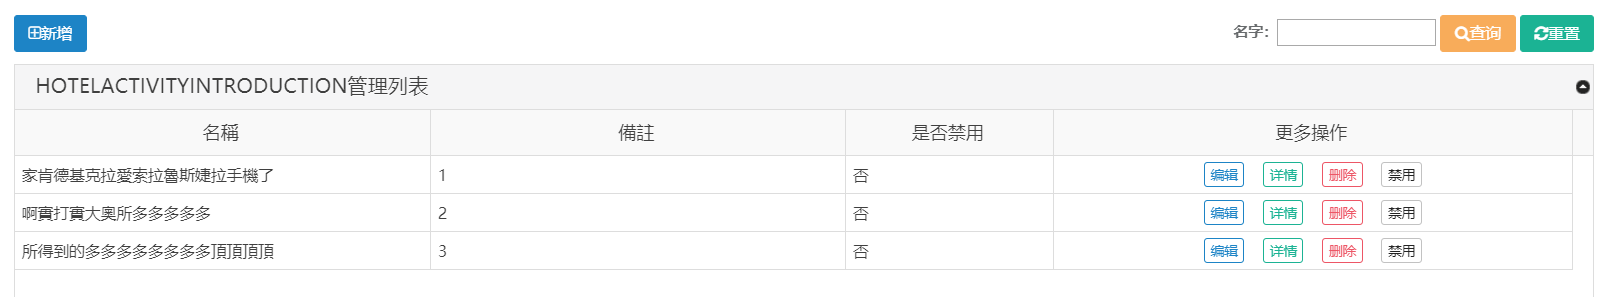 新增 名字: 查询 重置
HOTELACTIVITYINTRODUCTION管理列表
名稱 備註 是否禁用 更多操作
家肯德基克拉愛索拉魯斯婕拉手機了 1 否 编辑 详情 删除 禁用
啊實打實大奧所多多多多多 2 否 编辑 详情 删除 禁用
所得到的多多多多多多多多頂頂頂頂 3 否 编辑 详情 删除 禁用